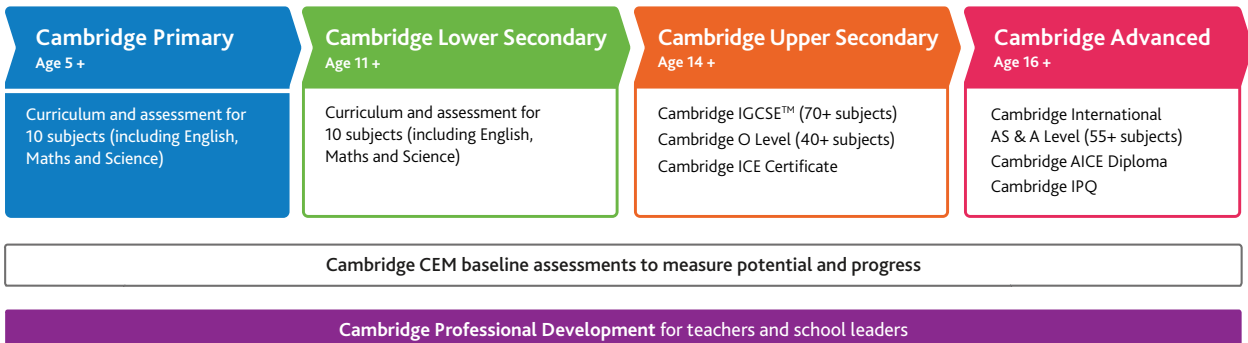 Cambridge Primary
Age 5 +
Curriculum and assessment for
10 subjects (including English,
Maths and Science)
Cambridge Lower Secondary
Age 11 +
Curriculum and assessment for
10 subjects (including English,
Maths and Science)
Cambridge Upper Secondary
Age 14 +
Cambridge IGCSE™ (70+ subjects)
Cambridge O Level (40+ subjects)
Cambridge ICE Certificate
Cambridge Advanced
Age 16 +
Cambridge International
AS & A Level (55+ subjects)
Cambridge AICE Diploma
Cambridge IPQ
Cambridge CEM baseline assessments to measure potential and progress
Cambridge Professional Development for teachers and school leaders